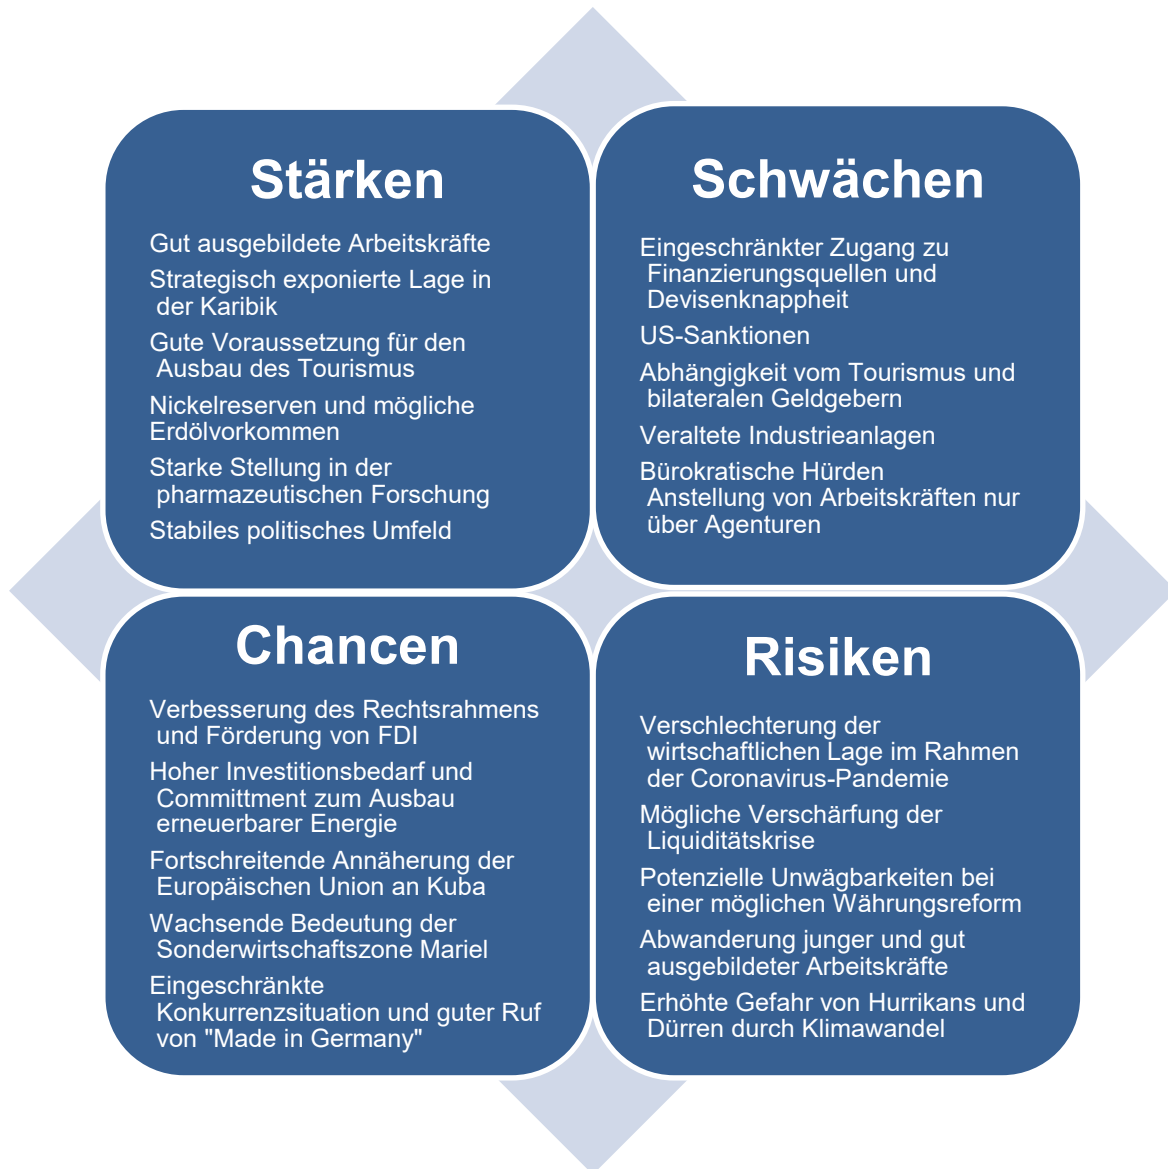 Stärken
Gut ausgebildete Arbeitskräfte
Strategisch exponierte Lage in
der Karibik
Gute Voraussetzung für den
Ausbau des Tourismus
Nickelreserven und mögliche
Erdölvorkommen
Starke Stellung in der
pharmazeutischen Forschung
Stabiles politisches Umfeld
Schwächen
Eingeschränkter Zugang zu
Finanzierungsquellen und
Devisenknappheit
US-Sanktionen
Abhängigkeit vom Tourismus und
bilateralen Geldgebern
Veraltete Industrieanlagen
Bürokratische Hürden
Anstellung von Arbeitskräften nur
über Agenturen
Chancen
Verbesserung des Rechtsrahmens
und Förderung von FDI
Hoher Investitionsbedarf und
Committment zum Ausbau
erneuerbarer Energie
Fortschreitende Annäherung der
Europäischen Union an Kuba
Wachsende Bedeutung der
Sonderwirtschaftszone Mariel
Eingeschränkte
Konkurrenzsituation und guter Ruf
von "Made in Germany"
Risiken
Verschlechterung der
wirtschaftlichen Lage im Rahmen
der Coronavirus-Pandemie
Mögliche Verschärfung der
Liquiditätskrise
Potenzielle Unwägbarkeiten bei
einer möglichen Währungsreform
Abwanderung junger und gut
ausgebildeter Arbeitskräfte
Erhöhte Gefahr von Hurrikans und
Dürren durch Klimawandel